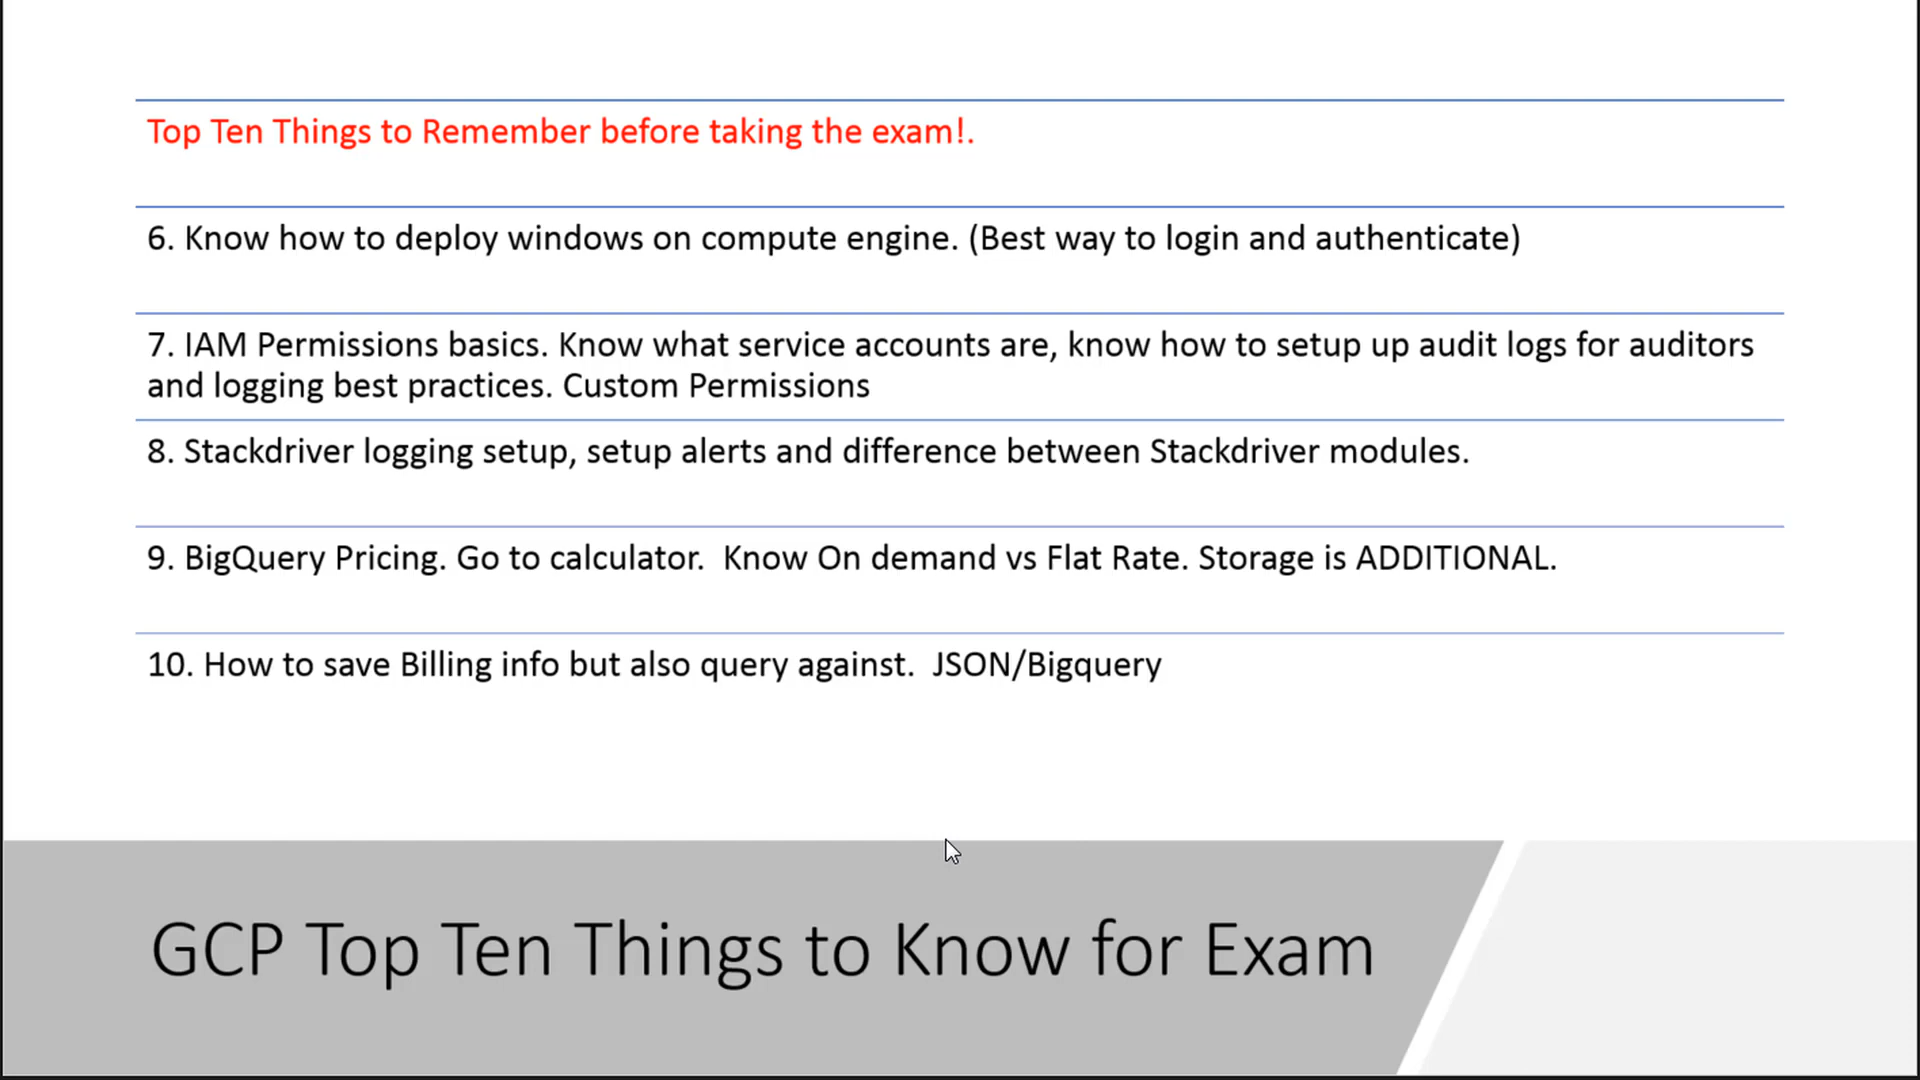 Top Ten Things to Remember before taking the exam!.
6. Know how to deploy windows on compute engine. (Best way to login and authenticate)
7. IAM Permissions basics. Know what service accounts are, know how to setup up audit logs for auditors
and logging best practices. Custom Permissions
8. Stackdriver logging setup, setup alerts and difference between Stackdriver modules.
9. BigQuery Pricing. Go to calculator.  Know On demand vs Flat Rate. Storage is ADDITIONAL.
10. How to save Billing info but also query against.  JSON/Bigquery
GCP Top Ten Things to Know for Exam